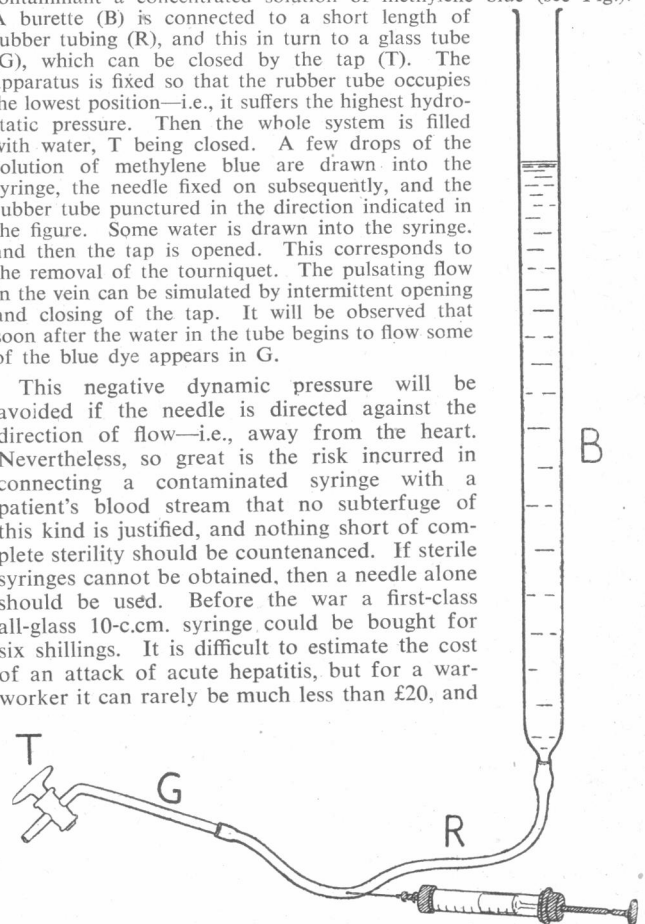 contaminant a concentrated solution of methylene blue (see Fig.).
A burette (B) is connected to a short length of
rubber tubing (R), and this in turn to a glass tube
(G), which can be closed by the tap (T). The
apparatus is fixed so that the rubber tube occupies
the lowest position—i.e., it suffers the highest hydro-
static pressure. Then the whole system is filled
with water, T being closed. A few drops of the
solution of methylene blue are drawn into the
syringe, the needle fixed on subsequently, and the
rubber tube punctured in the direction indicated in
the figure. Some water is drawn into the syringe.
and then the tap is opened. This corresponds to
the removal of the tourniquet. The pulsating flow
in the vein can be simulated by intermittent opening
and closing of the tap. It will be observed that
soon after the water in the tube begins to flow some
of the blue dye appears in G.
This negative dynamic pressure will be
avoided if the needle is directed against the
direction of flow—i.e., away from the heart.
Nevertheless, so great is the risk incurred in
connecting a contaminated syringe with a
patient's blood stream that no subterfuge of
this kind is justified, and nothing short of com-
plete sterility should be countenanced. If sterile
syringes cannot be obtained, then a needle alone
should be used. Before the war a first-class
all-glass 10-c.cm. syringe could be bought for
six shillings. It is difficult to estimate the cost
of an attack of acute hepatitis, but for a war-
worker it can rarely be much less than £20, and
B
T
G
R